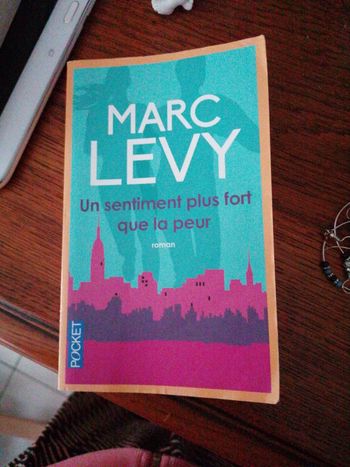 MARC
LEVY
Un sentiment plus fort
que la peur
roman
POCKET